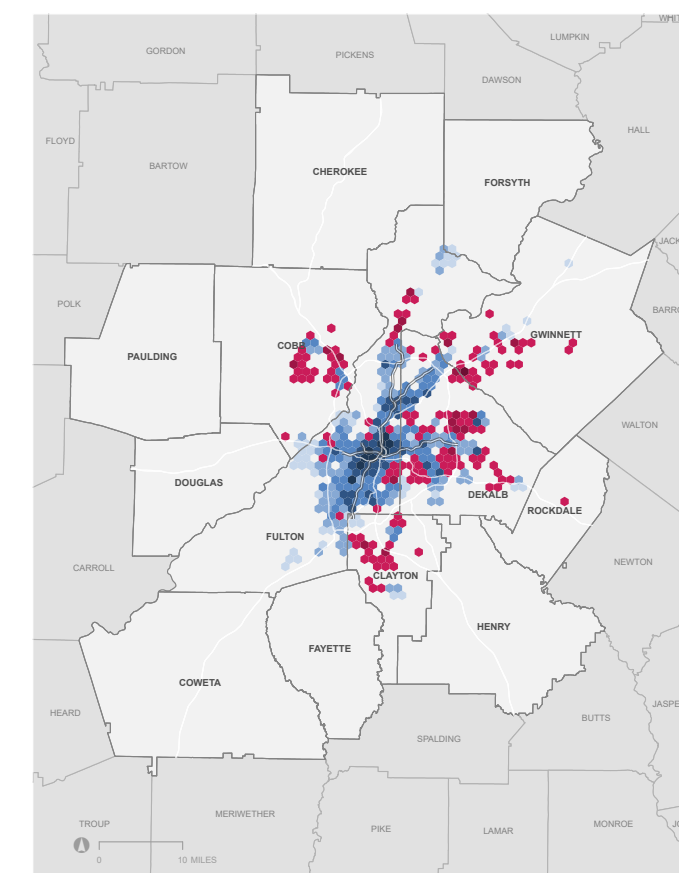 WHIT
LUMPKIN
GORDON
PICKENS
DAWSON
HALL
FLOYD
BARTOW
CHEROKEE
FORSYTH
JACK
POLK
BARRO
GWINNETT
COBB
PAULDING
WALTON
DOUGLAS
DEKALB
ROCKDALE
FULTON
NEWTON
CARROLL
CLAYTON
HENRY
FAYETTE
COWETA
JASPE
HEARD
BUTTS
SPALDING
MERIWETHER
TROUP
PIKE
LAMAR
MONROE
JO
0 10 MILES